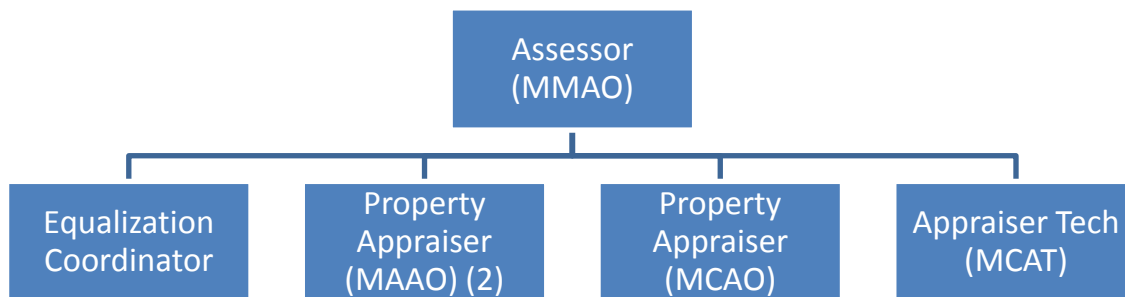 Assessor
(MMAO)
Equalization
Coordinator
Property
Appraiser
(MAAO) (2)
Property
Appraiser
(MCAO)
Appraiser Tech
(MCAT)